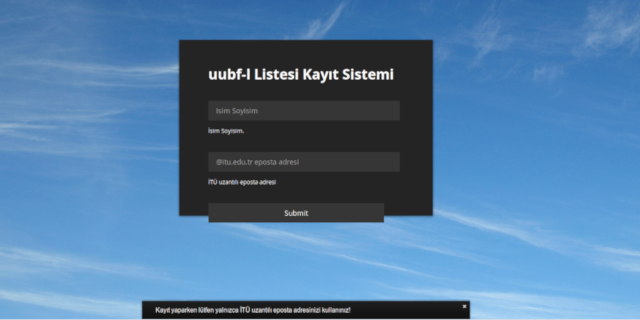 uubf-l Listesi Kayıt Sistemi
İsim Soyisim
İsim Soyisim.
@itu.edu.tr eposta adresi
İTÜ uzantılı eposta adresi
Submit
Kayıt yaparken lütfen yalnızca İTÜ uzantılı eposta adresinizi kullanınız!
×